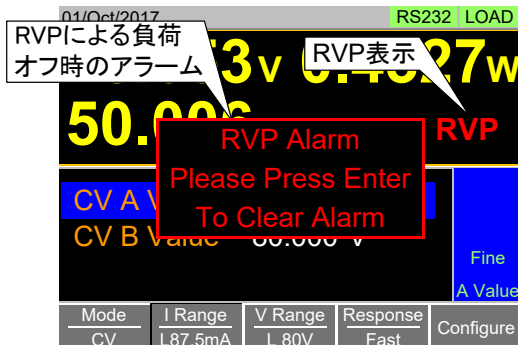 01/Oct/2017 RS232 LOAD
RVPによる負荷
オフ時のアラーム
RVP表示
3v 27w
50. RVP
RVP Alarm
Please Press Enter
To Clear Alarm
CV A V
CV B Value V
Fine
A Value
Mode I Range V Range Response Configure
CV L87.5mA L 80V Fast